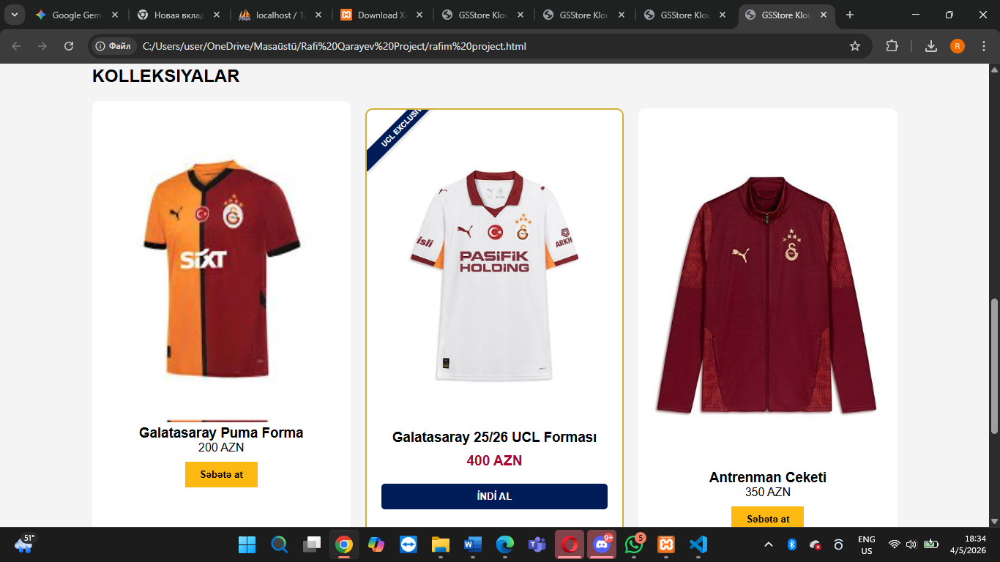 Google Gem
Новая вклад
localhost / 12
Download XA
GSStore Klou
GSStore Klou
GSStore Klou
GSStore Klou
Файл
C:/Users/user/OneDrive/Masaüstü/Rafi%20Qarayev%20Project/rafim%20project.html
R
KOLLEKSIYALAR
UCL EXCLUSIV
SIXT
isli
ARKH
PASIFIK
HOLDING
Galatasaray Puma Forma
200 AZN
Səbətə at
Galatasaray 25/26 UCL Forması
400 AZN
İNDİ AL
Antrenman Ceketi
350 AZN
Səbətə at
51°
9+
5
ENG
US
18:34
4/5/2026